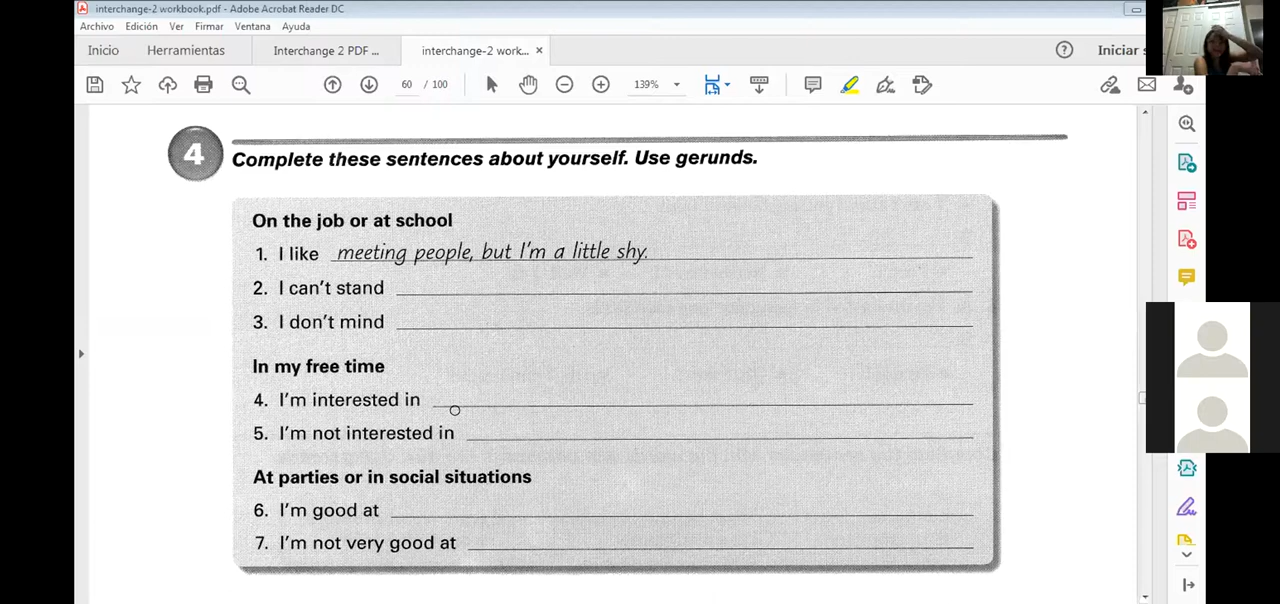 interchange-2 workbook.pdf - Adobe Acrobat Reader DC
Archivo Edición Ver Firmar Ventana Ayuda
Inicio Herramientas Interchange 2 PDF ... interchange-2 work... × ? Iniciar
60 / 100 139%
4 Complete these sentences about yourself. Use gerunds.
On the job or at school
1. I like meeting people, but I'm a little shy.
2. I can't stand
3. I don't mind
In my free time
4. I'm interested in
5. I'm not interested in
At parties or in social situations
6. I'm good at
7. I'm not very good at